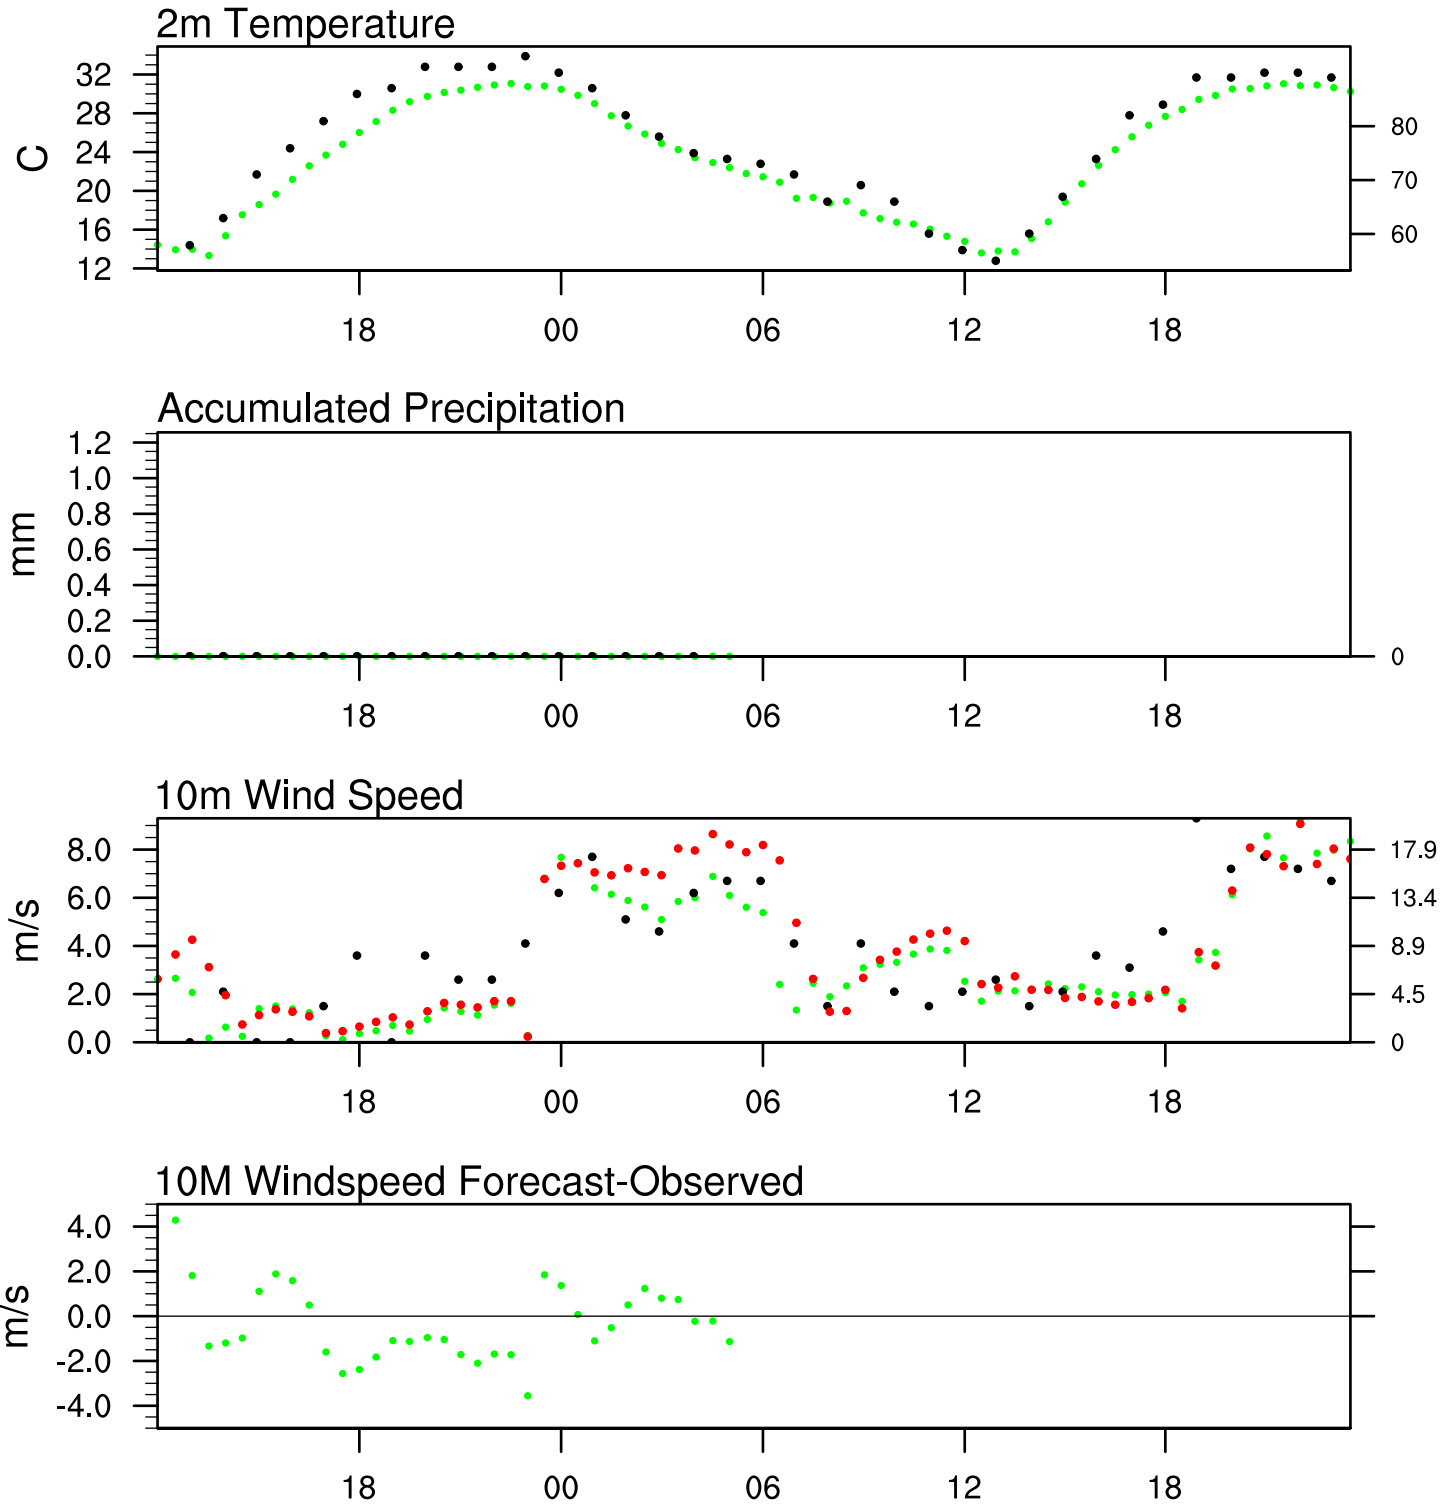 2m Temperature
C
32
28
24
20
16
12
80
70
60
18 00 06 12 18
Accumulated Precipitation
mm
1.2
1.0
0.8
0.6
0.4
0.2
0.0
0
18 00 06 12 18
10m Wind Speed
m/s
8.0
6.0
4.0
2.0
0.0
17.9
13.4
8.9
4.5
0
18 00 06 12 18
10M Windspeed Forecast-Observed
m/s
4.0
2.0
0.0
-2.0
-4.0
18 00 06 12 18